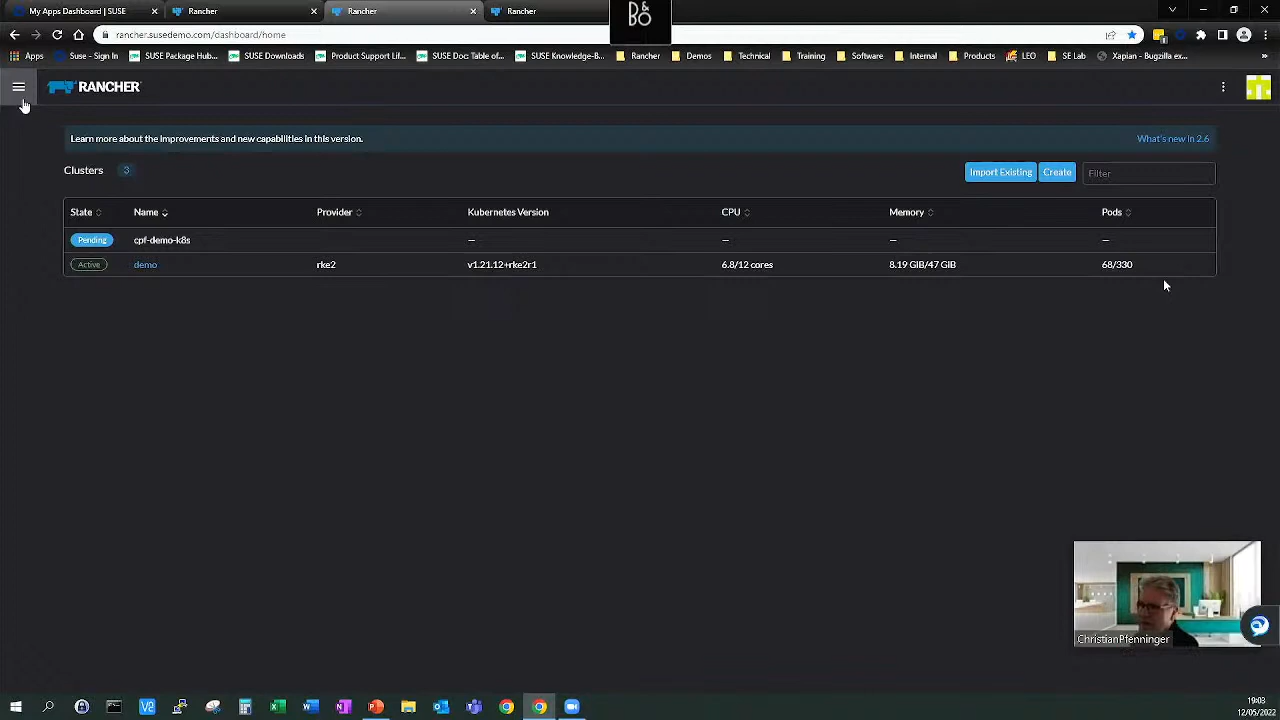 My Apps Dashboard | SUSE
Rancher
Rancher
Rancher
B&O
rancher.susedemo.com/dashboard/home
Apps
Suse - Sign In
SUSE Package Hub...
SUSE Downloads
Product Support Lif...
SUSE Doc: Table of...
SUSE Knowledge-B...
Rancher
Demos
Technical
Training
Software
Internal
Products
LEO
SE Lab
Xapian - Bugzilla ex...
RANCHER
Learn more about the improvements and new capabilities in this version.
What's new in 2.6
Clusters
Import Existing
Create
Filter
State Name Provider Kubernetes Version CPU Memory Pods
Pending cpf-demo-k8s — — — —
Active demo rke2 v1.21.12+rke2r1 6.8/12 cores 8.19 GiB/47 GiB 68/330
ChristianPfenninger
19:03
12/05/2022